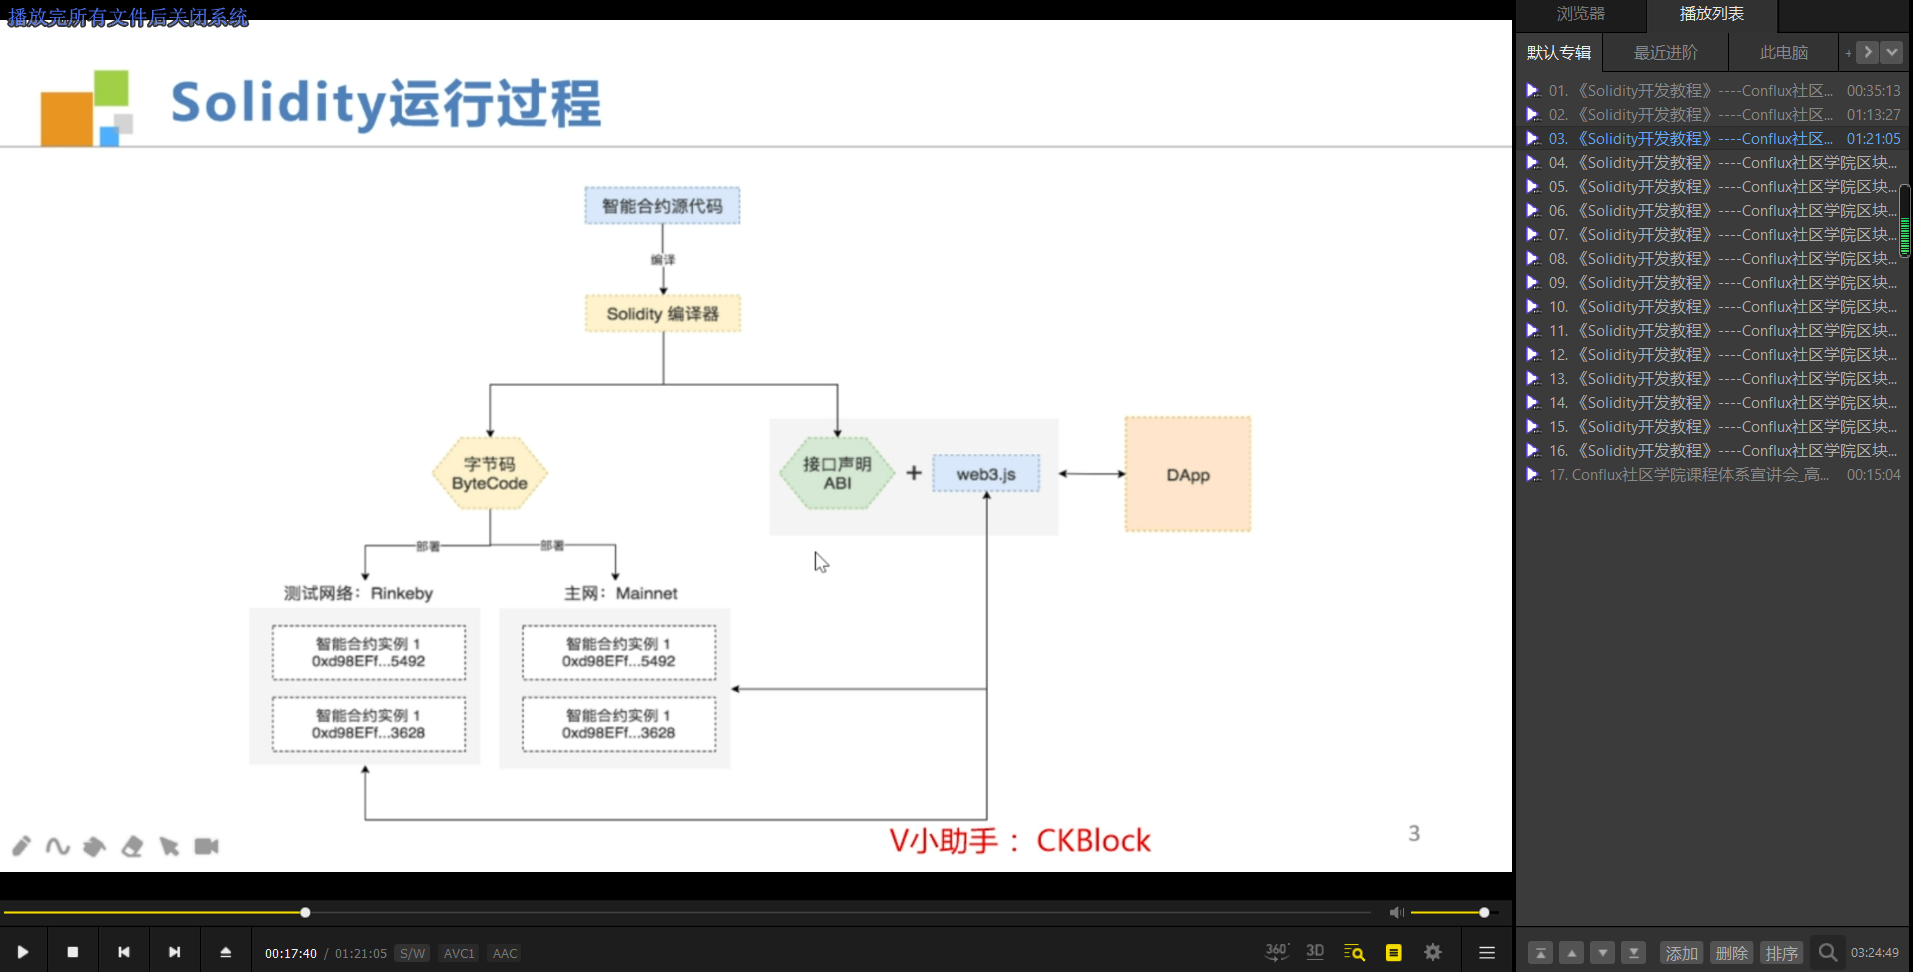 播放完所有文件后关闭系统
Solidity运行过程
智能合约源代码
编译
Solidity 编译器
字节码
ByteCode
接口声明
ABI
+
web3.js
DApp
部署
部署
测试网络：Rinkeby
主网：Mainnet
智能合约实例 1
0xd98EFf...5492
智能合约实例 1
0xd98EFf...5492
智能合约实例 1
0xd98EFf...3628
智能合约实例 1
0xd98EFf...3628
V小助手： CKBlock
3
00:17:40 / 01:21:05 S/W AVC1 AAC
360° 3D
浏览器 播放列表
默认专辑 最近进阶 此电脑 +
01. 《Solidity开发教程》----Conflux社区... 00:35:13
02. 《Solidity开发教程》----Conflux社区... 01:13:27
03. 《Solidity开发教程》----Conflux社区... 01:21:05
04. 《Solidity开发教程》----Conflux社区学院区块...
05. 《Solidity开发教程》----Conflux社区学院区块...
06. 《Solidity开发教程》----Conflux社区学院区块...
07. 《Solidity开发教程》----Conflux社区学院区块...
08. 《Solidity开发教程》----Conflux社区学院区块...
09. 《Solidity开发教程》----Conflux社区学院区块...
10. 《Solidity开发教程》----Conflux社区学院区块...
11. 《Solidity开发教程》----Conflux社区学院区块...
12. 《Solidity开发教程》----Conflux社区学院区块...
13. 《Solidity开发教程》----Conflux社区学院区块...
14. 《Solidity开发教程》----Conflux社区学院区块...
15. 《Solidity开发教程》----Conflux社区学院区块...
16. 《Solidity开发教程》----Conflux社区学院区块...
17. Conflux社区学院课程体系宣讲会_高... 00:15:04
添加 删除 排序 03:24:49